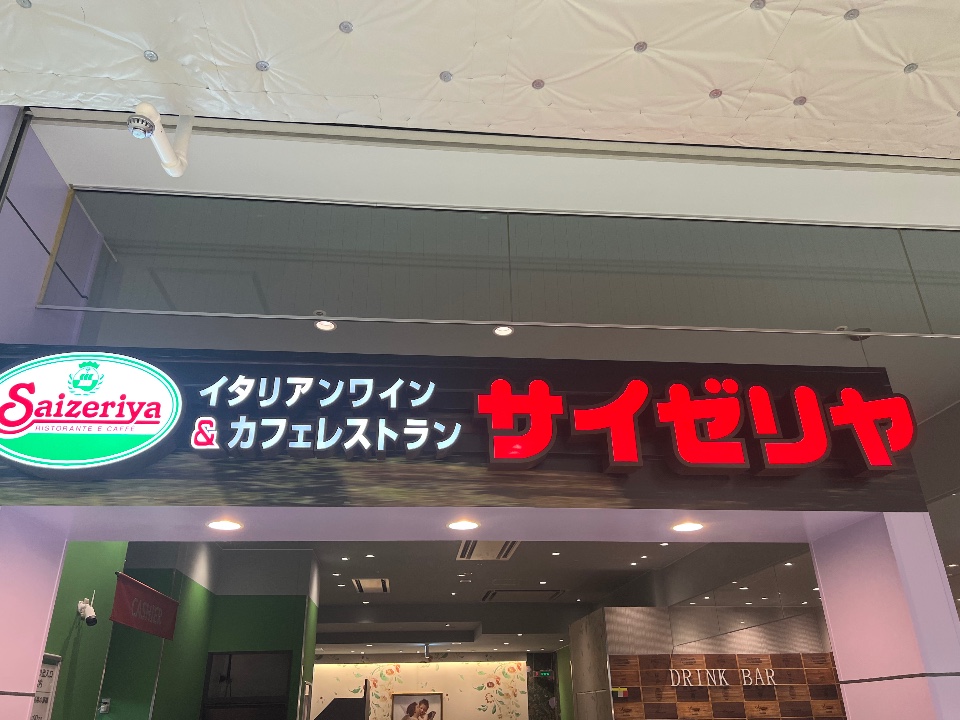 Saizeriya
RISTORANTE E CAFFÈ
イタリアンワイン
& カフェレストラン
サイゼリヤ
CASHIER
DRINK BAR